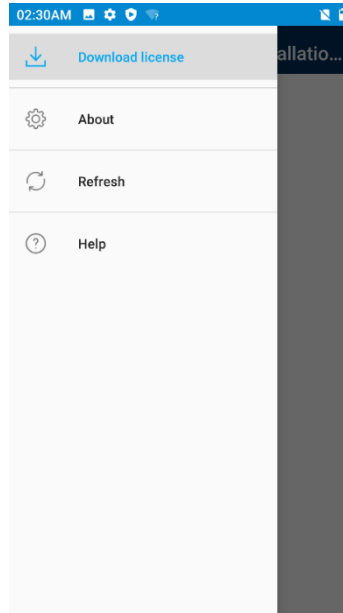 02:30AM
allatio...
Download license
About
Refresh
Help